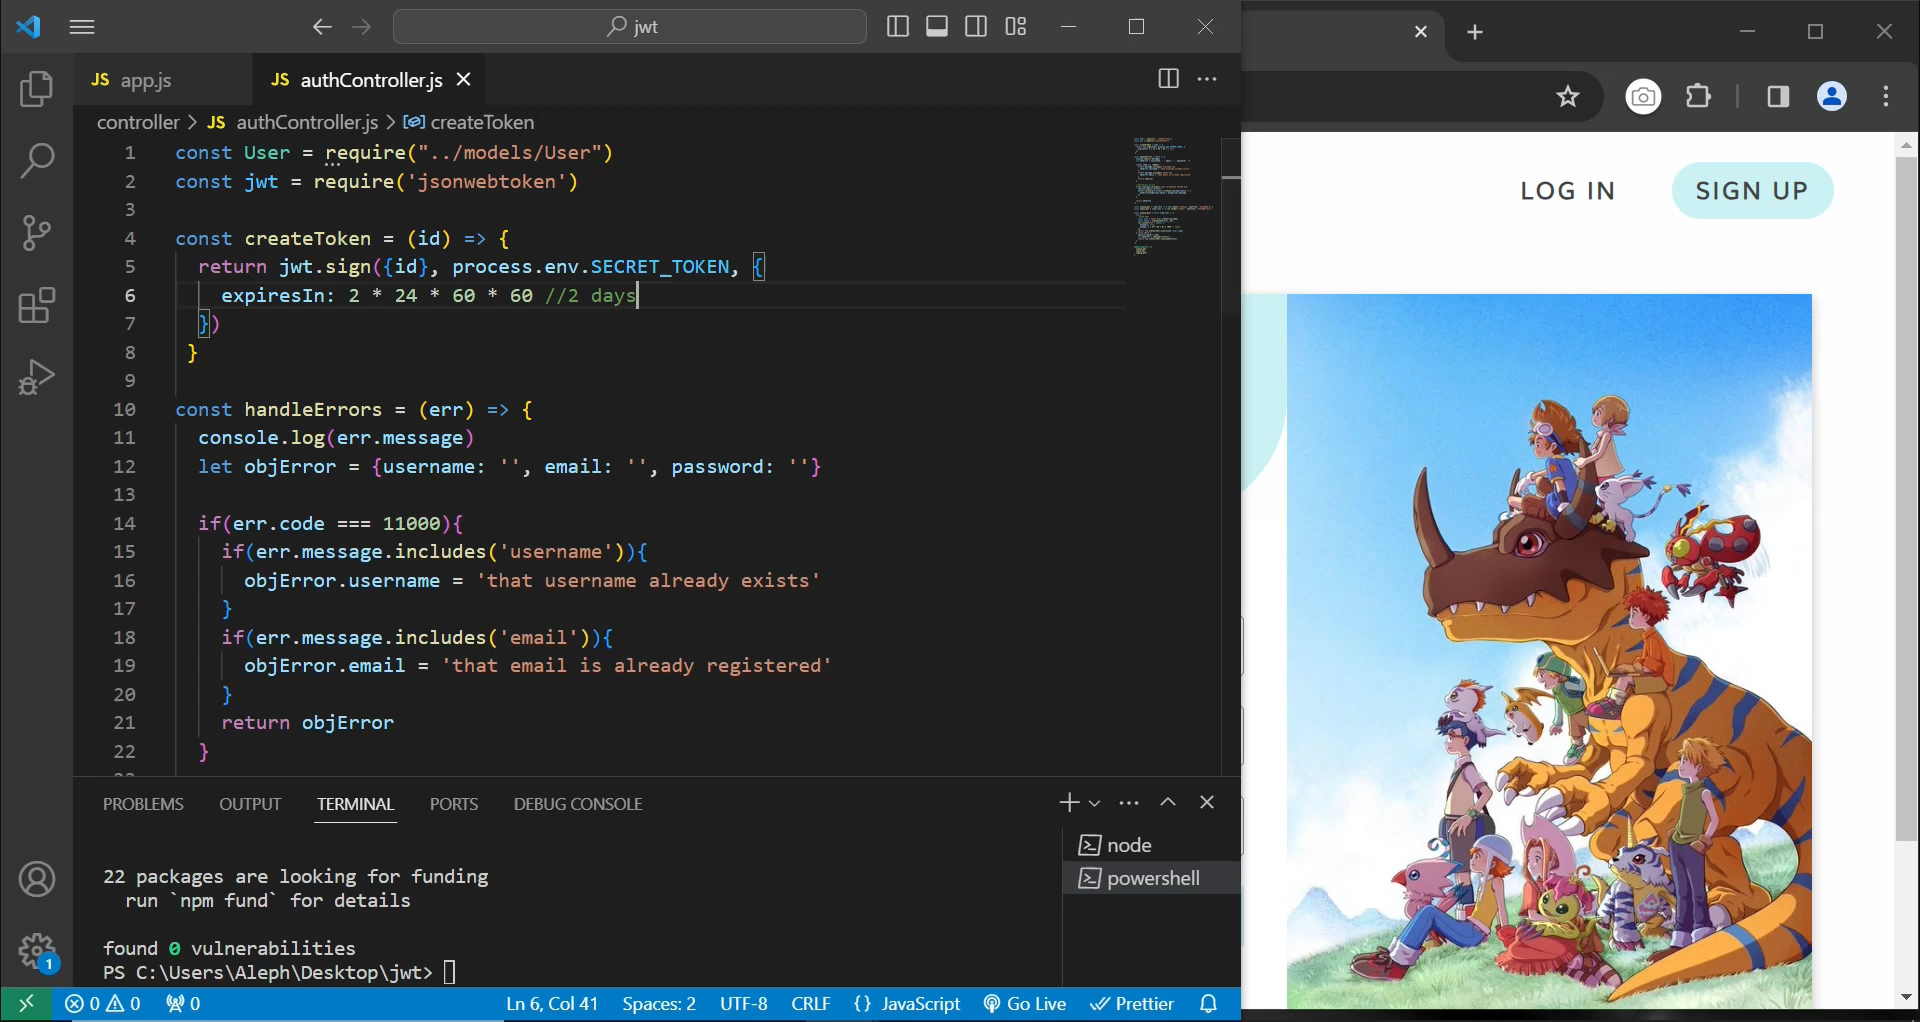 jwt
JS app.js
JS authController.js
controller > JS authController.js > createToken
1 const User = require("../models/User")
2 const jwt = require('jsonwebtoken')
3
4 const createToken = (id) => {
5 return jwt.sign({id}, process.env.SECRET_TOKEN, {
6 expiresIn: 2 * 24 * 60 * 60 //2 days
7 })
8 }
9
10 const handleErrors = (err) => {
11 console.log(err.message)
12 let objError = {username: '', email: '', password: ''}
13
14 if(err.code === 11000){
15 if(err.message.includes('username')){
16 objError.username = 'that username already exists'
17 }
18 if(err.message.includes('email')){
19 objError.email = 'that email is already registered'
20 }
21 return objError
22 }
PROBLEMS OUTPUT TERMINAL PORTS DEBUG CONSOLE
22 packages are looking for funding
run `npm fund` for details
found 0 vulnerabilities
PS C:\Users\Aleph\Desktop\jwt>
node
powershell
1
0 0 0 Ln 6, Col 41 Spaces: 2 UTF-8 CRLF {} JavaScript Go Live Prettier
LOG IN SIGN UP